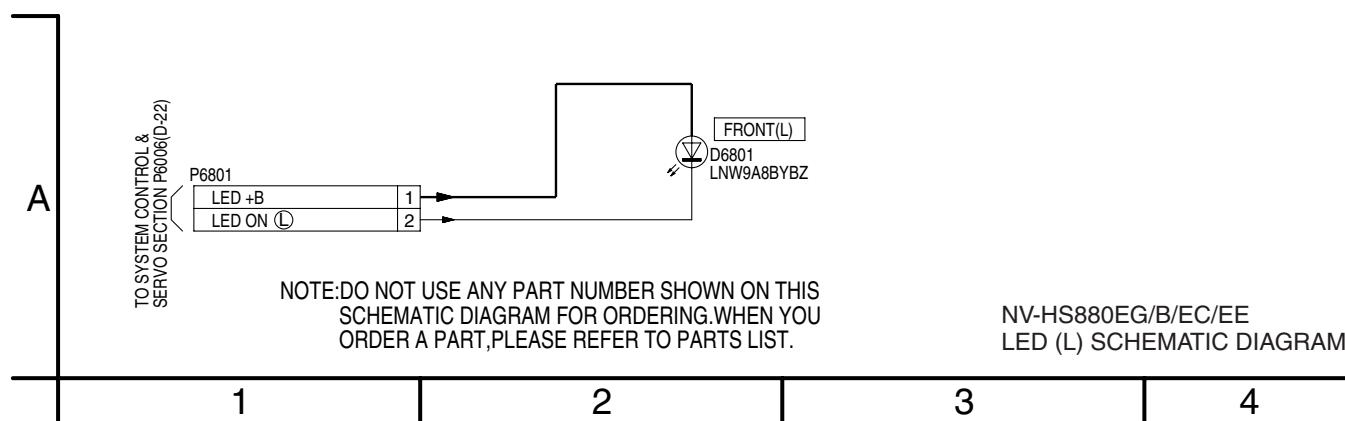 TO SYSTEM CONTROL &
SERVO SECTION P6006(D-22)
P6801
LED +B 1
LED ON Ⓛ 2
FRONT(L)
D6801
LNW9A8BYBZ
A
NOTE:DO NOT USE ANY PART NUMBER SHOWN ON THIS
SCHEMATIC DIAGRAM FOR ORDERING.WHEN YOU
ORDER A PART,PLEASE REFER TO PARTS LIST.
NV-HS880EG/B/EC/EE
LED (L) SCHEMATIC DIAGRAM
1 2 3 4